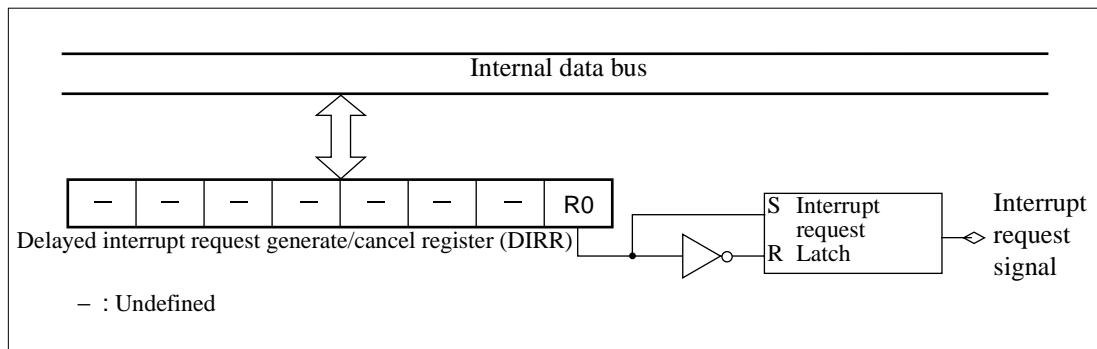 Internal data bus
– – – – – – – R0
Delayed interrupt request generate/cancel register (DIRR)
S Interrupt
request
R Latch
Interrupt
request
signal
– : Undefined